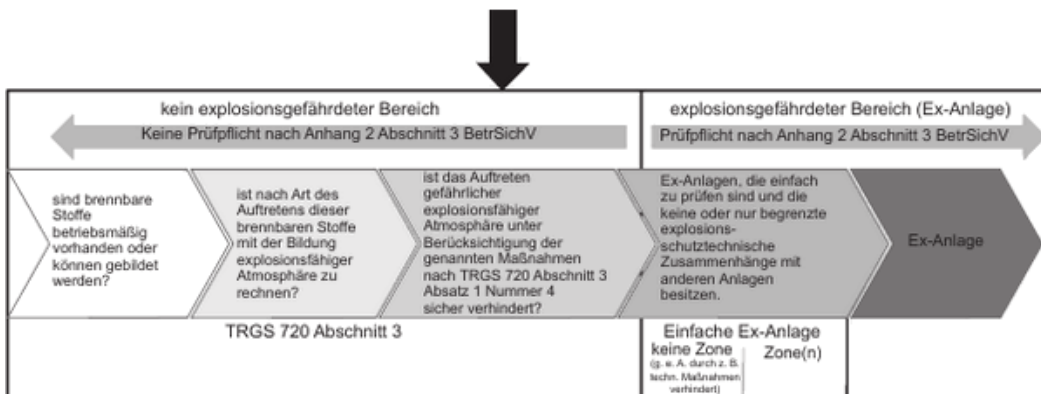 kein explosionsgefährdeter Bereich
explosionsgefährdeter Bereich (Ex-Anlage)
Keine Prüfpflicht nach Anhang 2 Abschnitt 3 BetrSichV
Prüfpflicht nach Anhang 2 Abschnitt 3 BetrSichV
sind brennbare
Stoffe
betriebsmäßig
vorhanden oder
können gebildet
werden?
ist nach Art des
Auftretens dieser
brennbaren Stoffe
mit der Bildung
explosionsfähiger
Atmosphäre zu
rechnen?
ist das Auftreten
gefährlicher
explosionsfähiger
Atmosphäre unter
Berücksichtigung der
genannten Maßnahmen
nach TRGS 720 Abschnitt 3
Absatz 1 Nummer 4
sicher verhindert?
Ex-Anlagen, die einfach
zu prüfen sind und die
keine oder nur begrenzte
explosions-
schutztechnische
Zusammenhänge mit
anderen Anlagen
besitzen.
Ex-Anlage
TRGS 720 Abschnitt 3
Einfache Ex-Anlage
keine Zone
(g. e. A. durch z. B.
techn. Maßnahmen
verhindert)
Zone(n)